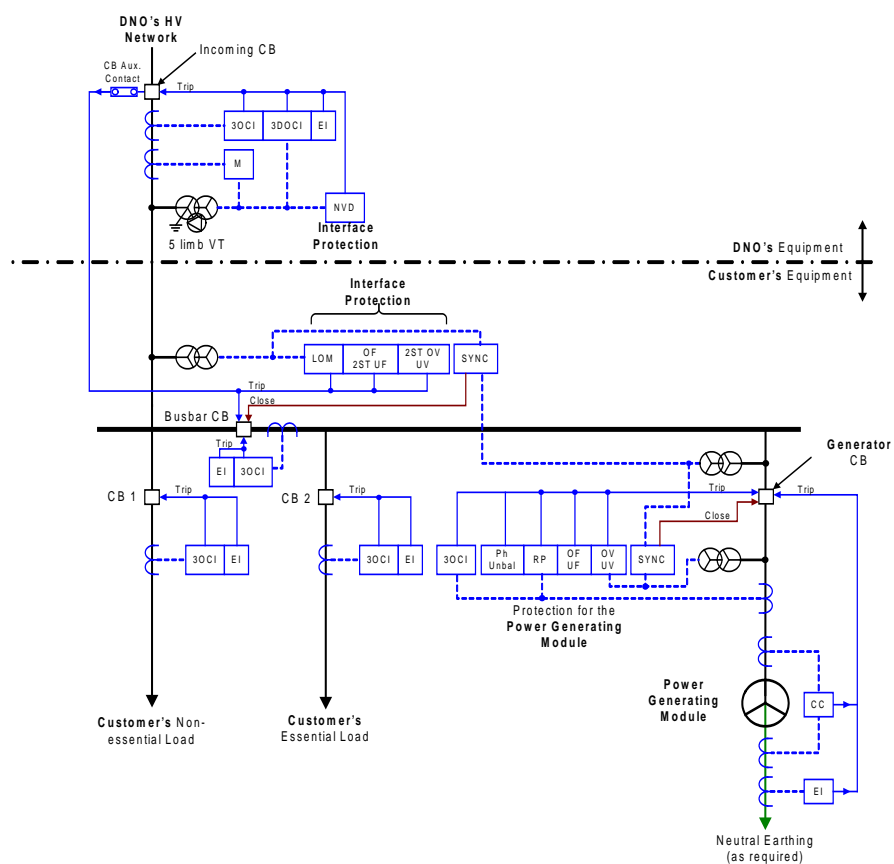 DNO's HV
Network
Incoming CB
CB Aux.
Contact
Trip
3OCI
3DOCI
EI
M
NVD
5 limb VT
Interface
Protection
DNO's Equipment
Customer's Equipment
Interface
Protection
LOM
OF
2ST UF
2ST OV
UV
SYNC
Trip
Close
Busbar CB
Trip
EI
3OCI
Generator
CB
CB 1
CB 2
Trip
Trip
Trip
Trip
Close
3OCI
EI
3OCI
EI
3OCI
Ph
Unbal
RP
OF
UF
OV
UV
SYNC
Protection for the
Power Generating
Module
Power
Generating
Module
CC
EI
Customer's Non-
essential Load
Customer's
Essential Load
Neutral Earthing
(as required)